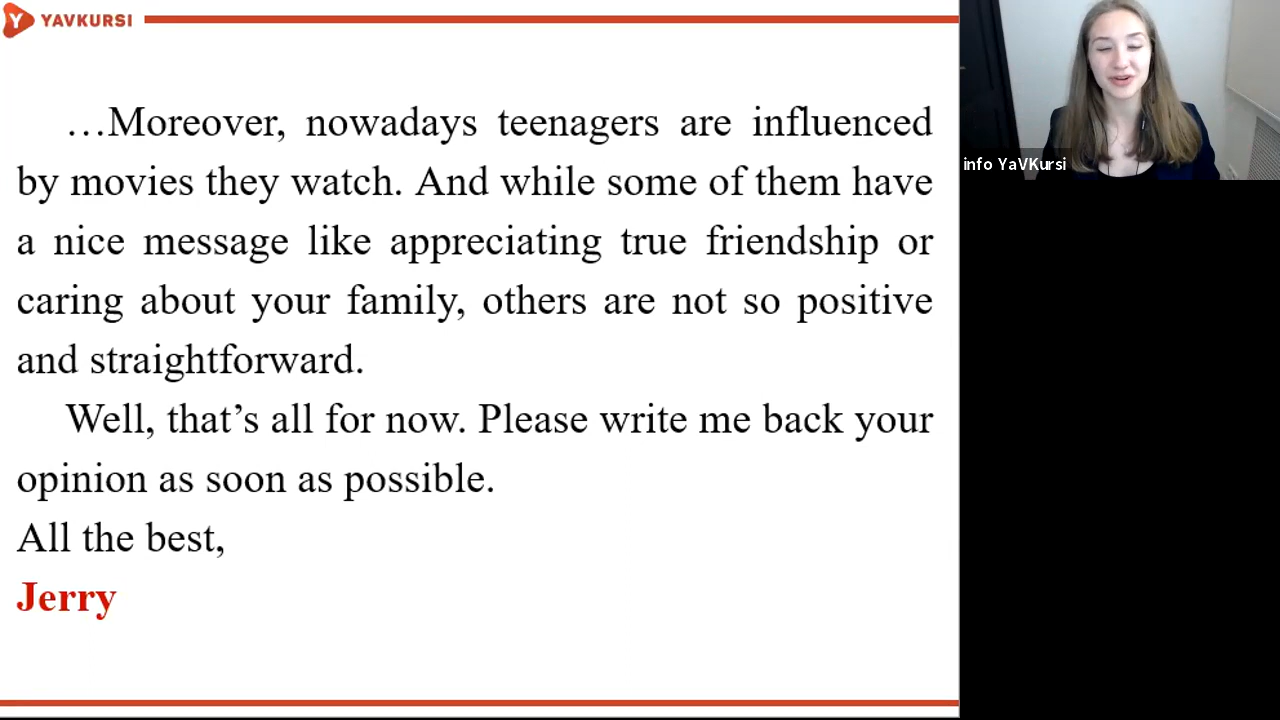 YAVKURSI
…Moreover, nowadays teenagers are influenced
by movies they watch. And while some of them have
a nice message like appreciating true friendship or
caring about your family, others are not so positive
and straightforward.
Well, that’s all for now. Please write me back your
opinion as soon as possible.
All the best,
Jerry
info YaVKursi